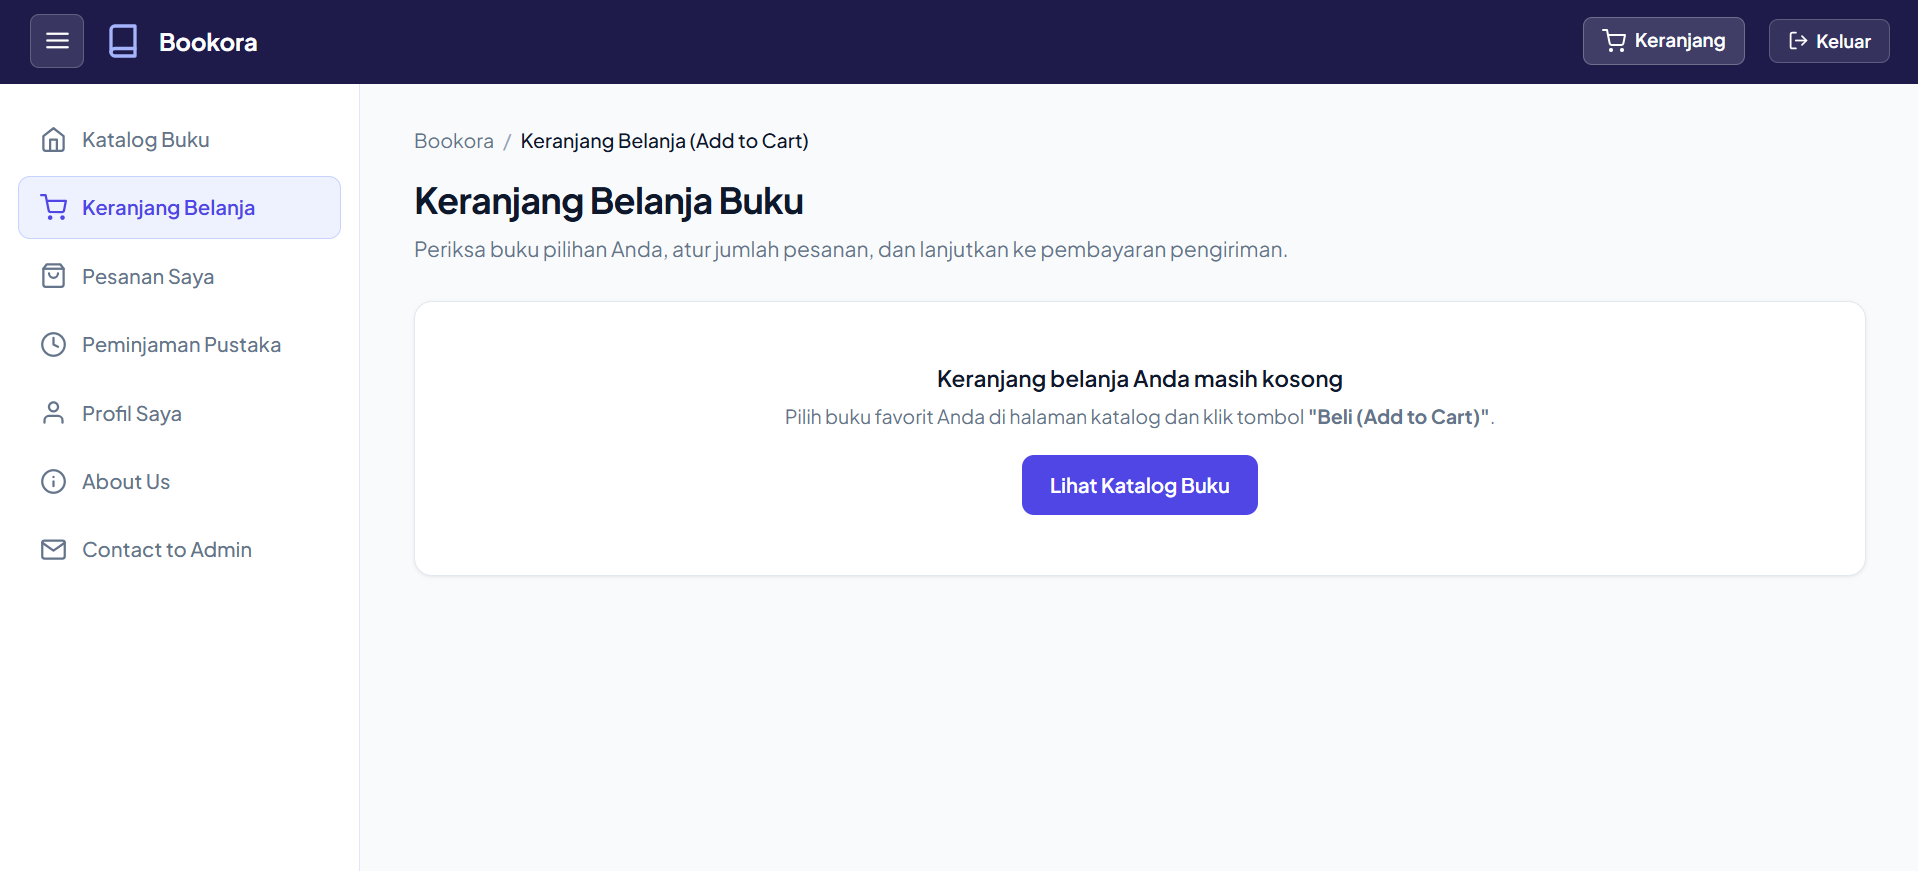 Bookora
Keranjang
Keluar
Katalog Buku
Keranjang Belanja
Pesanan Saya
Peminjaman Pustaka
Profil Saya
About Us
Contact to Admin
Bookora / Keranjang Belanja (Add to Cart)
Keranjang Belanja Buku
Periksa buku pilihan Anda, atur jumlah pesanan, dan lanjutkan ke pembayaran pengiriman.
Keranjang belanja Anda masih kosong
Pilih buku favorit Anda di halaman katalog dan klik tombol "Beli (Add to Cart)".
Lihat Katalog Buku